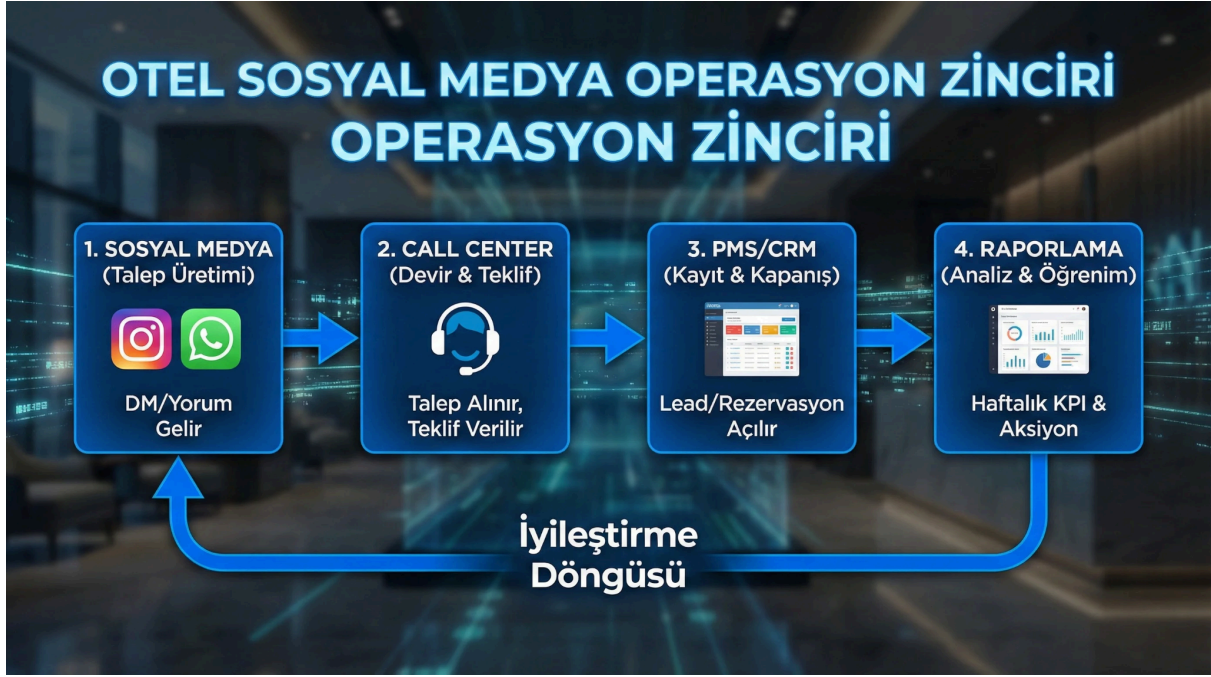 OTEL SOSYAL MEDYA OPERASYON ZİNCİRİ
OPERASYON ZİNCİRİ
1. SOSYAL MEDYA
(Talep Üretimi)
DM/Yorum
Gelir
2. CALL CENTER
(Devir & Teklif)
Talep Alınır,
Teklif Verilir
3. PMS/CRM
(Kayıt & Kapanış)
Lead/Rezervasyon
Açılır
4. RAPORLAMA
(Analiz & Öğrenim)
Haftalık KPI &
Aksiyon
İyileştirme
Döngüsü